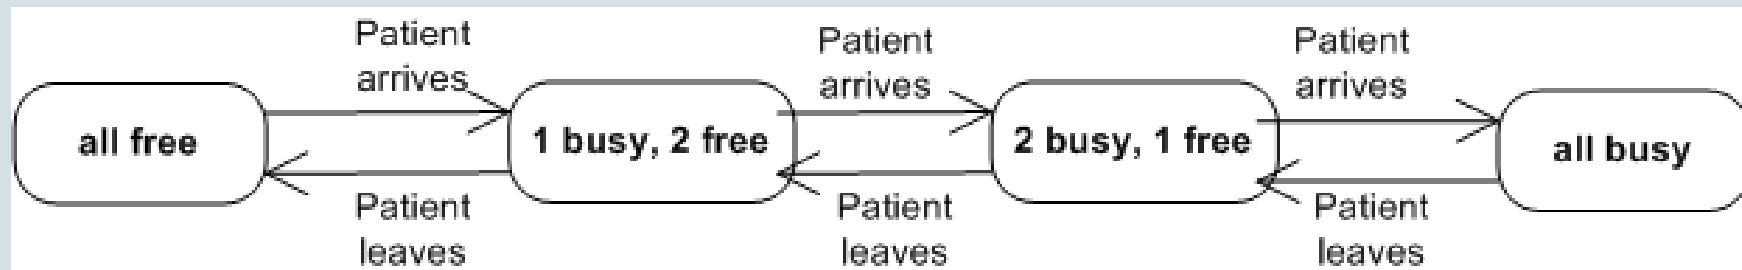 Patient
arrives
Patient
arrives
Patient
arrives
all free
1 busy, 2 free
2 busy, 1 free
all busy
Patient
leaves
Patient
leaves
Patient
leaves